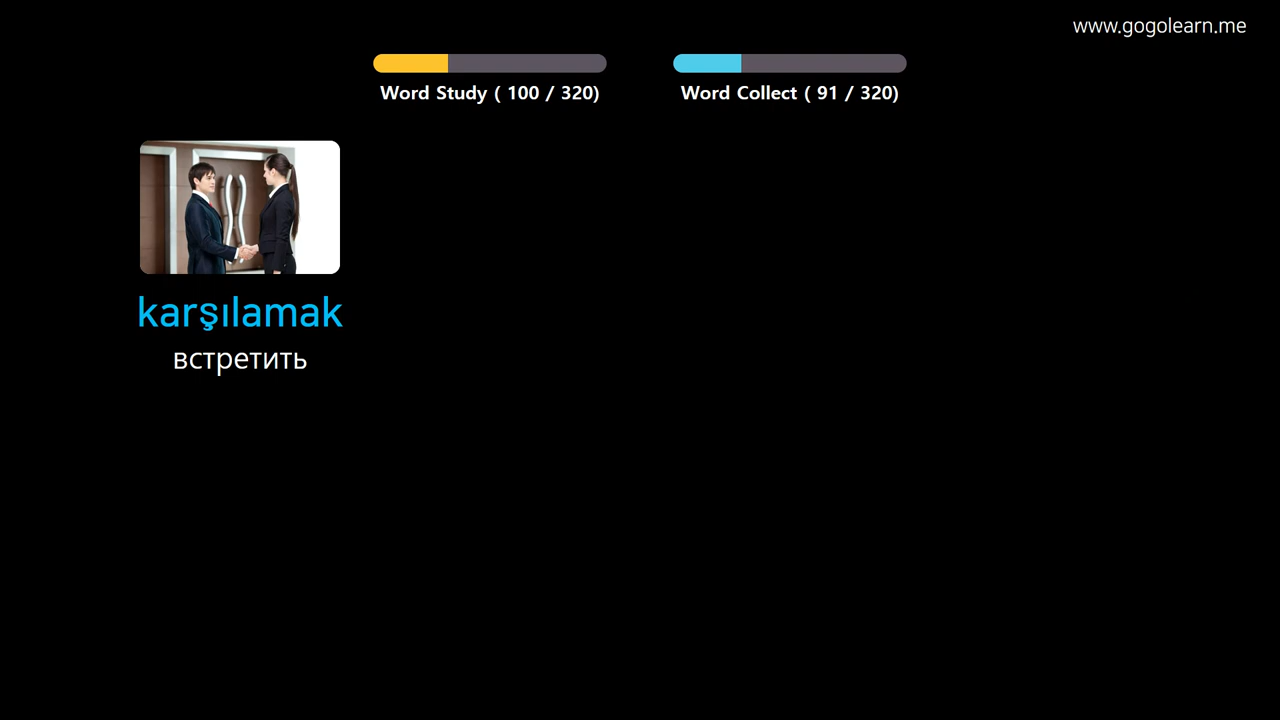 www.gogolearn.me
Word Study ( 100 / 320)
Word Collect ( 91 / 320)
karşılamak
встретить